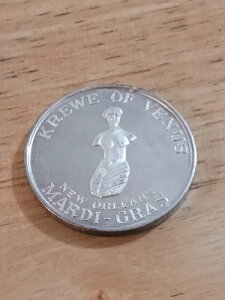 KREWE OF VENUS
NEW ORLEANS
MARDI-GRAS